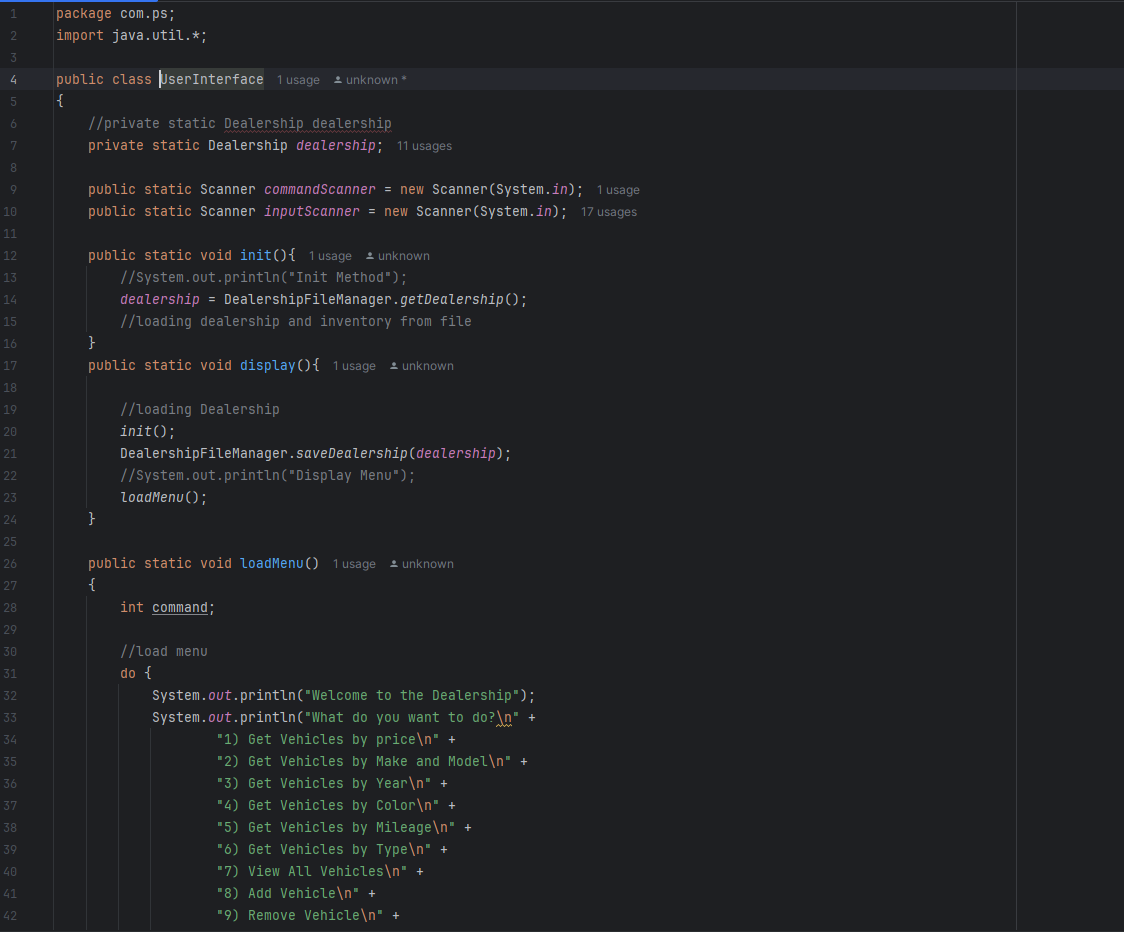 1 package com.ps;
2 import java.util.*;
3
4 public class UserInterface 1 usage unknown *
5 {
6 //private static Dealership dealership
7 private static Dealership dealership; 11 usages
8
9 public static Scanner commandScanner = new Scanner(System.in); 1 usage
10 public static Scanner inputScanner = new Scanner(System.in); 17 usages
11
12 public static void init(){ 1 usage unknown
13 //System.out.println("Init Method");
14 dealership = DealershipFileManager.getDealership();
15 //loading dealership and inventory from file
16 }
17 public static void display(){ 1 usage unknown
18
19 //loading Dealership
20 init();
21 DealershipFileManager.saveDealership(dealership);
22 //System.out.println("Display Menu");
23 loadMenu();
24 }
25
26 public static void loadMenu() 1 usage unknown
27 {
28 int command;
29
30 //load menu
31 do {
32 System.out.println("Welcome to the Dealership");
33 System.out.println("What do you want to do?\n" +
34 "1) Get Vehicles by price\n" +
35 "2) Get Vehicles by Make and Model\n" +
36 "3) Get Vehicles by Year\n" +
37 "4) Get Vehicles by Color\n" +
38 "5) Get Vehicles by Mileage\n" +
39 "6) Get Vehicles by Type\n" +
40 "7) View All Vehicles\n" +
41 "8) Add Vehicle\n" +
42 "9) Remove Vehicle\n" +